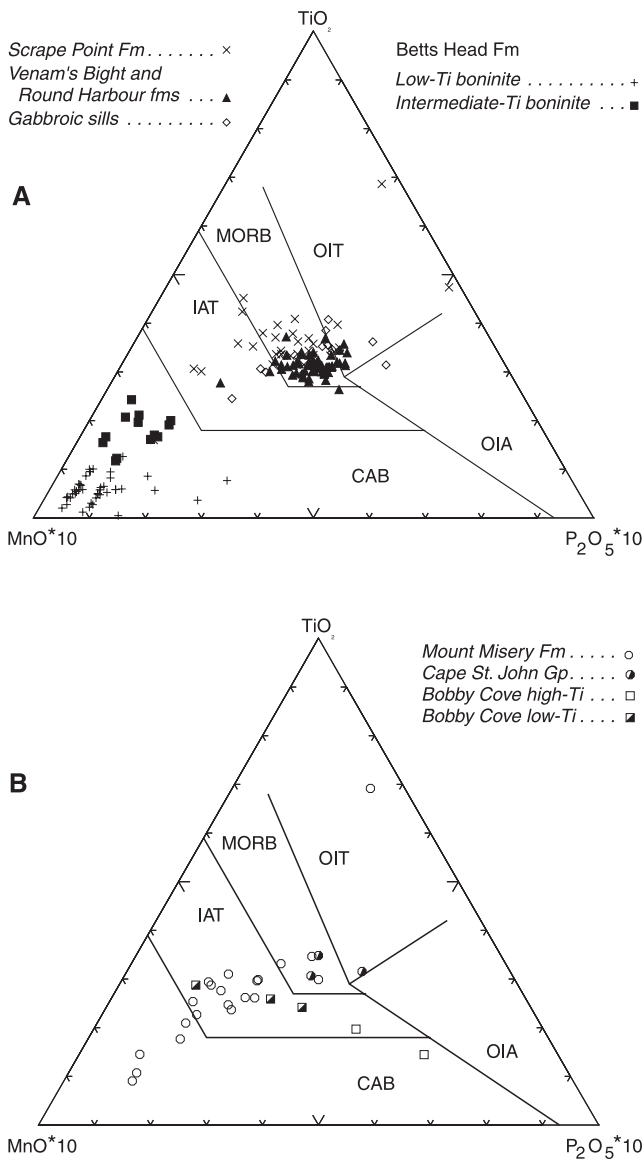 TiO2
Scrape Point Fm . . . . . . . ×
Venam's Bight and
Round Harbour fms . . . ▲
Gabbroic sills . . . . . . . . . ◇
Betts Head Fm
Low-Ti boninite . . . . . . . . . . +
Intermediate-Ti boninite . . . ■
A
MORB
OIT
IAT
OIA
CAB
MnO*10
P2O5*10
TiO2
Mount Misery Fm . . . . . ○
Cape St. John Gp . . . . . ◑
Bobby Cove high-Ti . . . □
Bobby Cove low-Ti . . . . ◪
B
MORB
OIT
IAT
OIA
CAB
MnO*10
P2O5*10